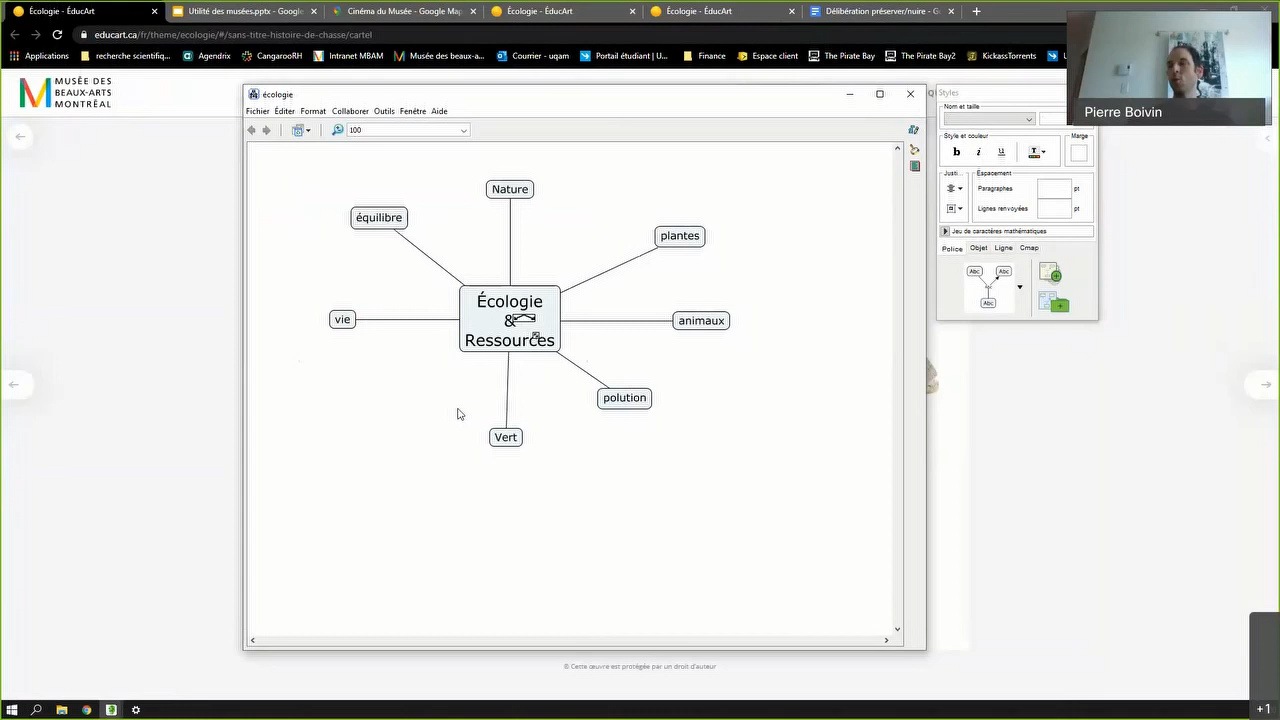 Écologie - ÉducArt
Utilité des musées.pptx - Google
Cinéma du Musée - Google Map
Écologie - ÉducArt
Écologie - ÉducArt
Délibération préserver/nuire - G
educart.ca/fr/theme/ecologie/#/sans-titre-histoire-de-chasse/cartel
Applications
recherche scientifiq...
Agendrix
CangarooRH
Intranet MBAM
Musée des beaux-a...
Courrier - uqam
Portail étudiant | U...
Finance
Espace client
The Pirate Bay
The Pirate Bay2
KickassTorrents
MUSÉE DES
BEAUX-ARTS
MONTRÉAL
Pierre Boivin
écologie
Fichier Éditer Format Collaborer Outils Fenêtre Aide
100
Nature
équilibre
plantes
Écologie
&
Ressources
vie
animaux
polution
Vert
Styles
Nom et taille
Style et couleur
Marge
b i u T
Justi...
Espacement
Paragraphes pt
Lignes renvoyées pt
Jeu de caractères mathématiques
Police Objet Ligne Cmap
Abc Abc
Abc
© Cette œuvre est protégée par un droit d'auteur
+1